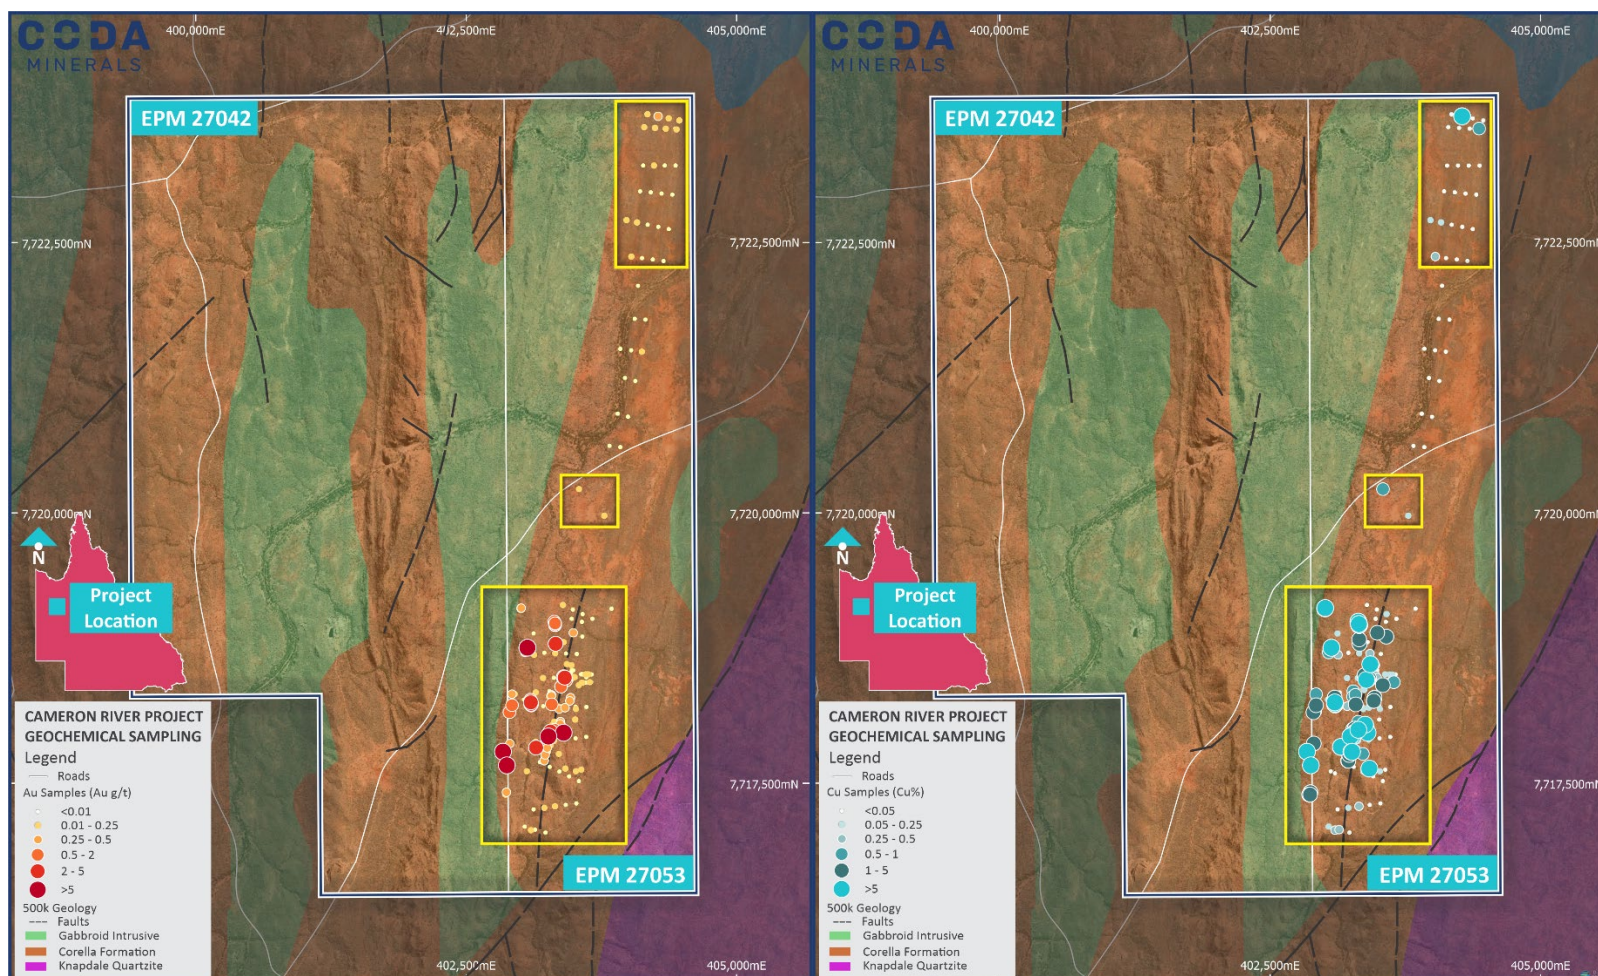 CODA
MINERALS
400,000mE
402,500mE
405,000mE
EPM 27042
7,722,500mN
7,720,000mN
N
Project
Location
7,717,500mN
CAMERON RIVER PROJECT
GEOCHEMICAL SAMPLING
Legend
Roads
Au Samples (Au g/t)
<0.01
0.01 - 0.25
0.25 - 0.5
0.5 - 2
2 - 5
>5
500k Geology
Faults
Gabbroid Intrusive
Corella Formation
Knapdale Quartzite
EPM 27053
402,500mE
405,000mE
CODA
MINERALS
400,000mE
402,500mE
405,000mE
EPM 27042
7,722,500mN
7,722,500mN
7,720,000mN
7,720,000mN
N
Project
Location
7,717,500mN
7,717,500mN
CAMERON RIVER PROJECT
GEOCHEMICAL SAMPLING
Legend
Roads
Cu Samples (Cu%)
<0.05
0.05 - 0.25
0.25 - 0.5
0.5 - 1
1 - 5
>5
500k Geology
Faults
Gabbroid Intrusive
Corella Formation
Knapdale Quartzite
EPM 27053
402,500mE
405,000mE